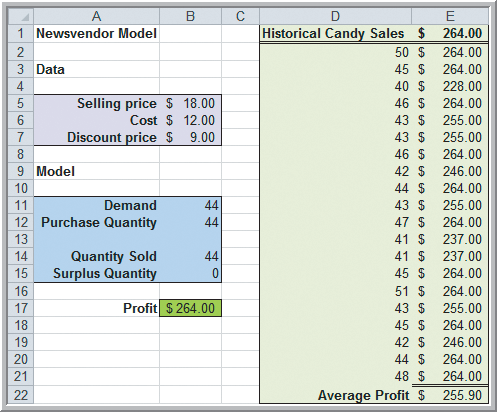 A B C D E
1 Newsvendor Model Historical Candy Sales $ 264.00
2 50 $ 264.00
3 Data 45 $ 264.00
4 40 $ 228.00
5 Selling price $ 18.00 46 $ 264.00
6 Cost $ 12.00 43 $ 255.00
7 Discount price $ 9.00 43 $ 255.00
8 46 $ 264.00
9 Model 42 $ 246.00
10 44 $ 264.00
11 Demand 44 43 $ 255.00
12 Purchase Quantity 44 47 $ 264.00
13 41 $ 237.00
14 Quantity Sold 44 41 $ 237.00
15 Surplus Quantity 0 45 $ 264.00
16 51 $ 264.00
17 Profit $ 264.00 43 $ 255.00
18 45 $ 264.00
19 42 $ 246.00
20 44 $ 264.00
21 48 $ 264.00
22 Average Profit $ 255.90